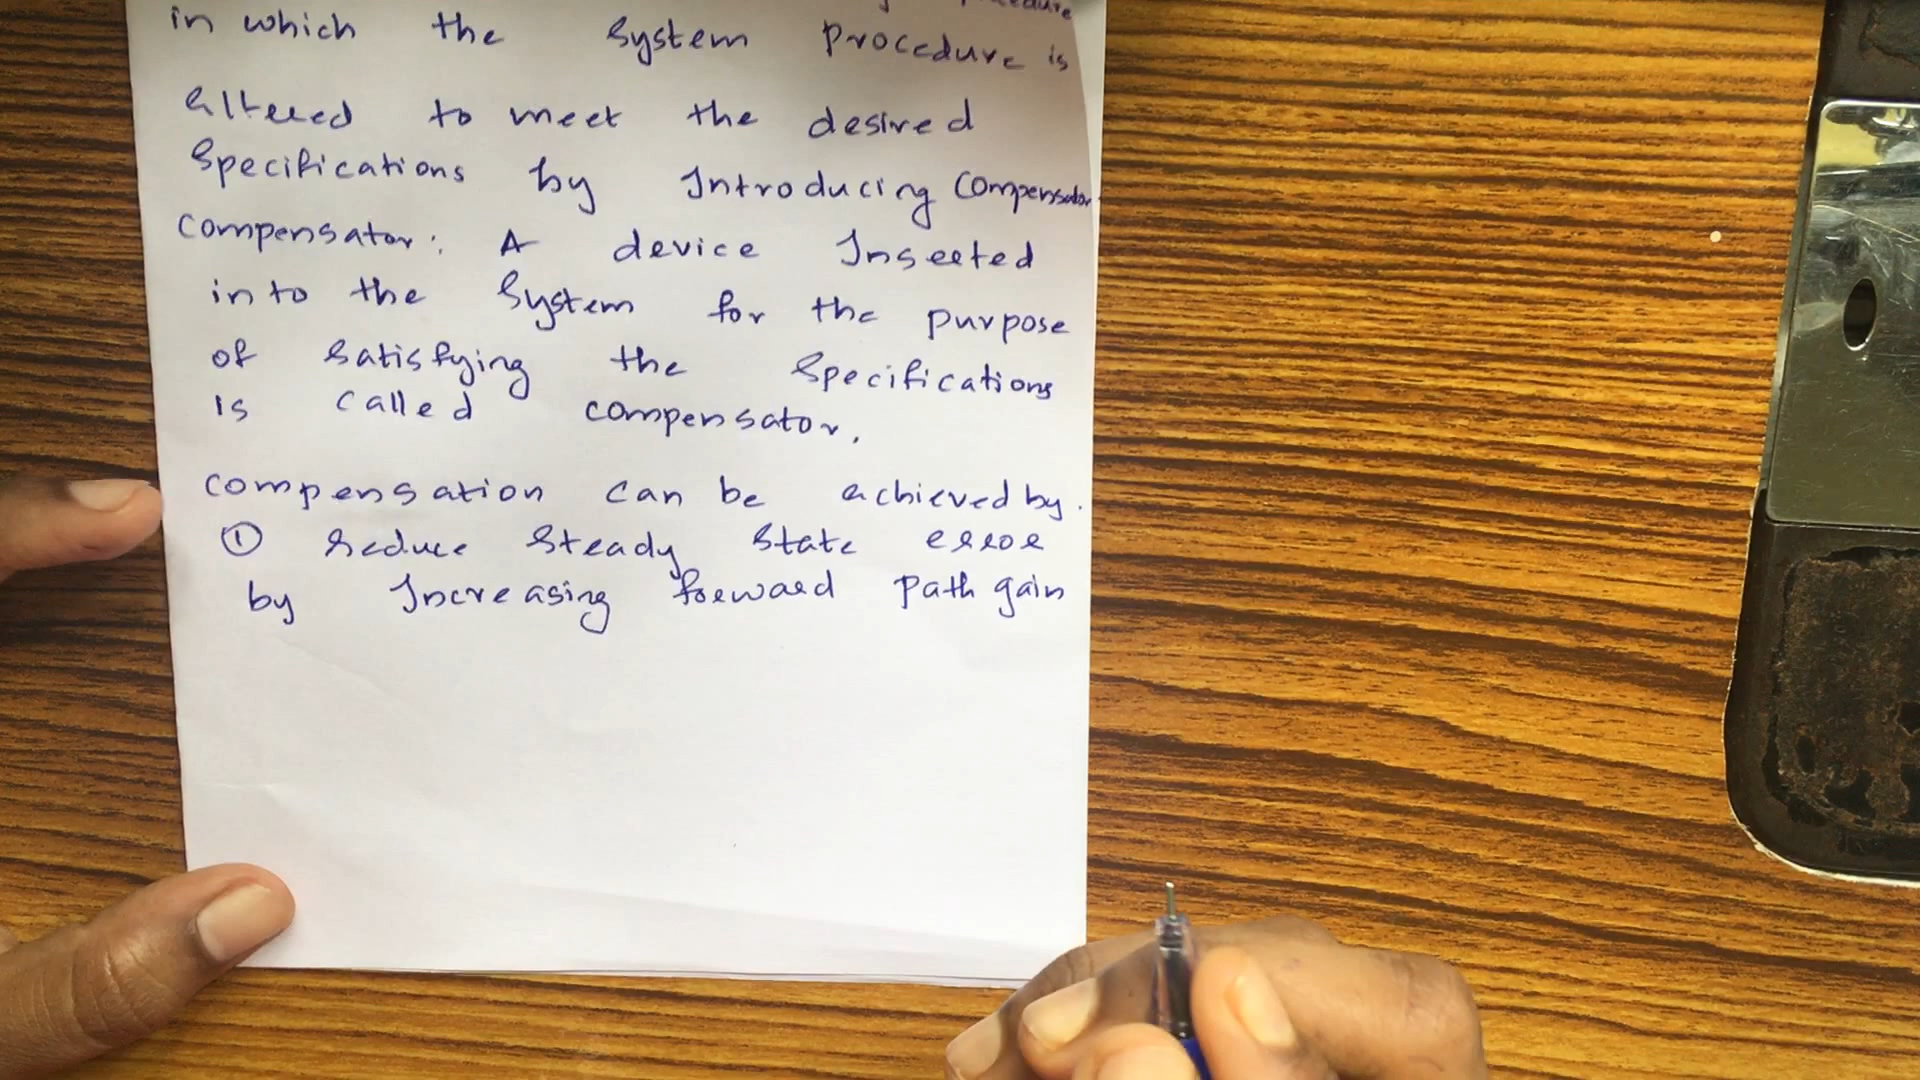 in which the system procedure is
altered to meet the desired
specifications by Introducing compensator.
compensator: A device Inserted
into the system for the purpose
of satisfying the specifications
is called compensator.
compensation can be achieved by.
① reduce steady state error
by Increasing forward path gain